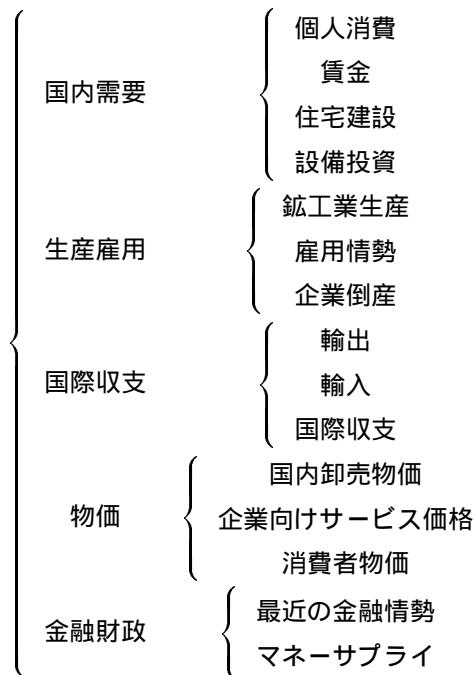 国内需要
個人消費
賃金
住宅建設
設備投資
生産雇用
鉱工業生産
雇用情勢
企業倒産
国際収支
輸出
輸入
国際収支
物価
国内卸売物価
企業向けサービス価格
消費者物価
金融財政
最近の金融情勢
マネーサプライ